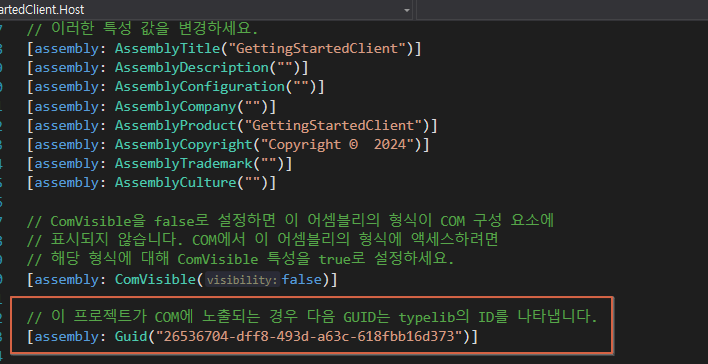 artedClient.Host
7 // 이러한 특성 값을 변경하세요.
8 [assembly: AssemblyTitle("GettingStartedClient")]
9 [assembly: AssemblyDescription("")]
0 [assembly: AssemblyConfiguration("")]
1 [assembly: AssemblyCompany("")]
2 [assembly: AssemblyProduct("GettingStartedClient")]
3 [assembly: AssemblyCopyright("Copyright ©  2024")]
4 [assembly: AssemblyTrademark("")]
5 [assembly: AssemblyCulture("")]
7 // ComVisible을 false로 설정하면 이 어셈블리의 형식이 COM 구성 요소에
8 // 표시되지 않습니다. COM에서 이 어셈블리의 형식에 액세스하려면
9 // 해당 형식에 대해 ComVisible 특성을 true로 설정하세요.
0 [assembly: ComVisible(visibility:false)]
2 // 이 프로젝트가 COM에 노출되는 경우 다음 GUID는 typelib의 ID를 나타냅니다.
3 [assembly: Guid("26536704-dff8-493d-a63c-618fbb16d373")]
4